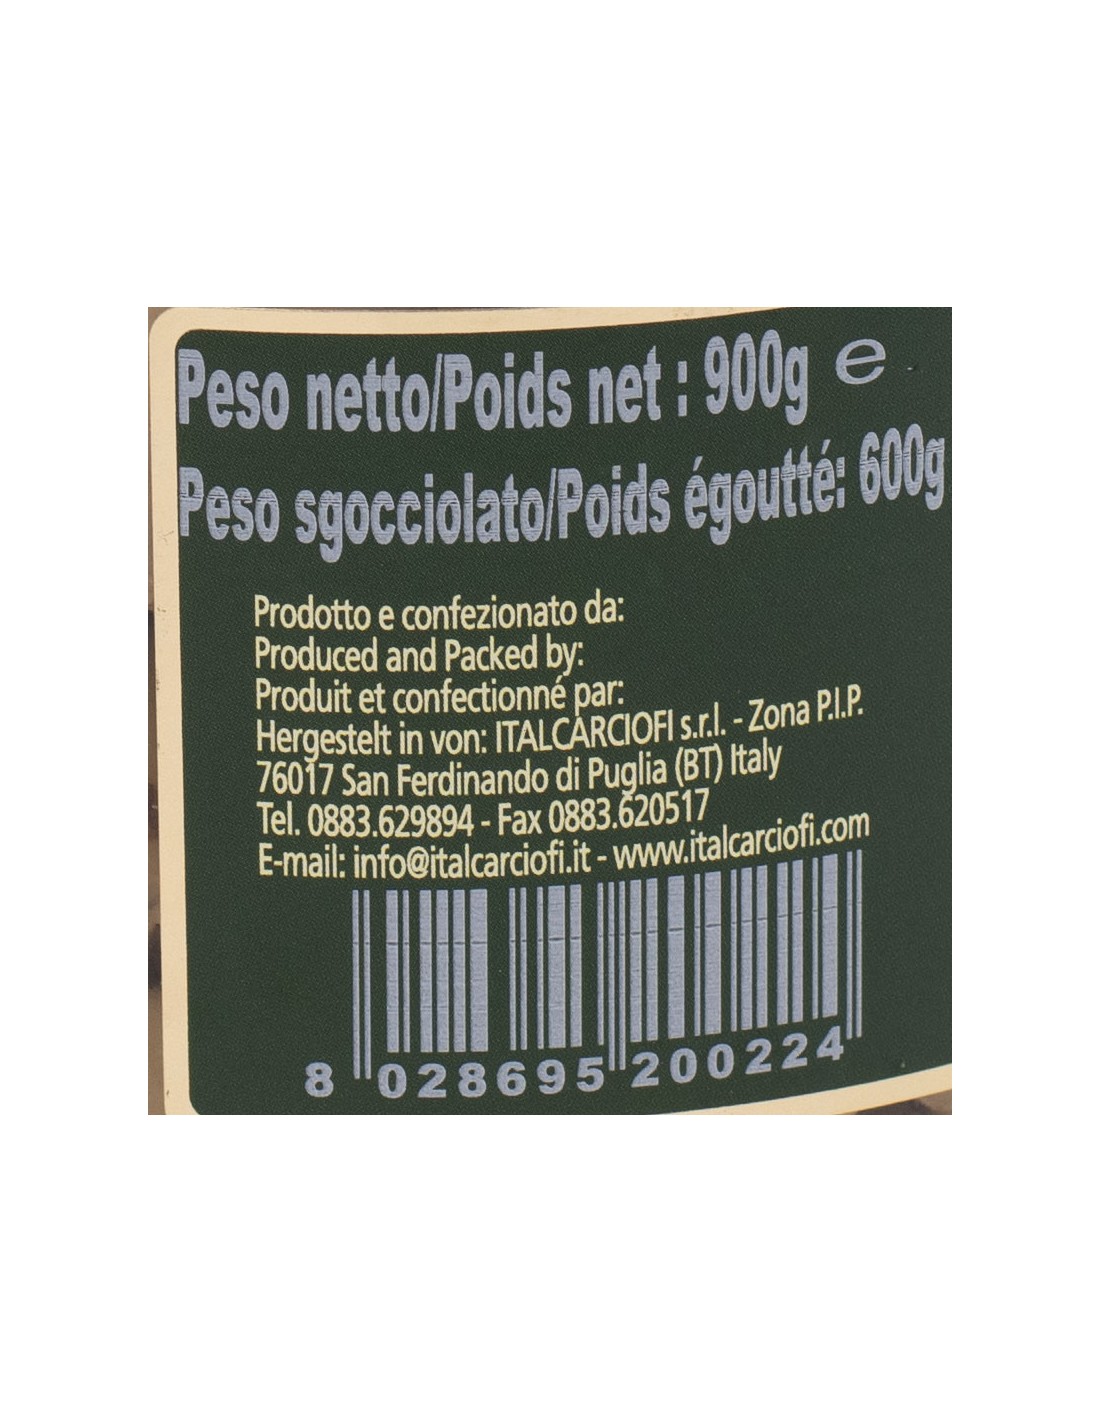 Peso netto/Poids net : 900g e
Peso sgocciolato/Poids égoutté: 600g
Prodotto e confezionato da:
Produced and Packed by:
Produit et confectionné par:
Hergestelt in von: ITALCARCIOFI s.r.l. - Zona P.I.P.
76017 San Ferdinando di Puglia (BT) Italy
Tel. 0883.629894 - Fax 0883.620517
E-mail: info@italcarciofi.it - www.italcarciofi.com
8 028695 200224